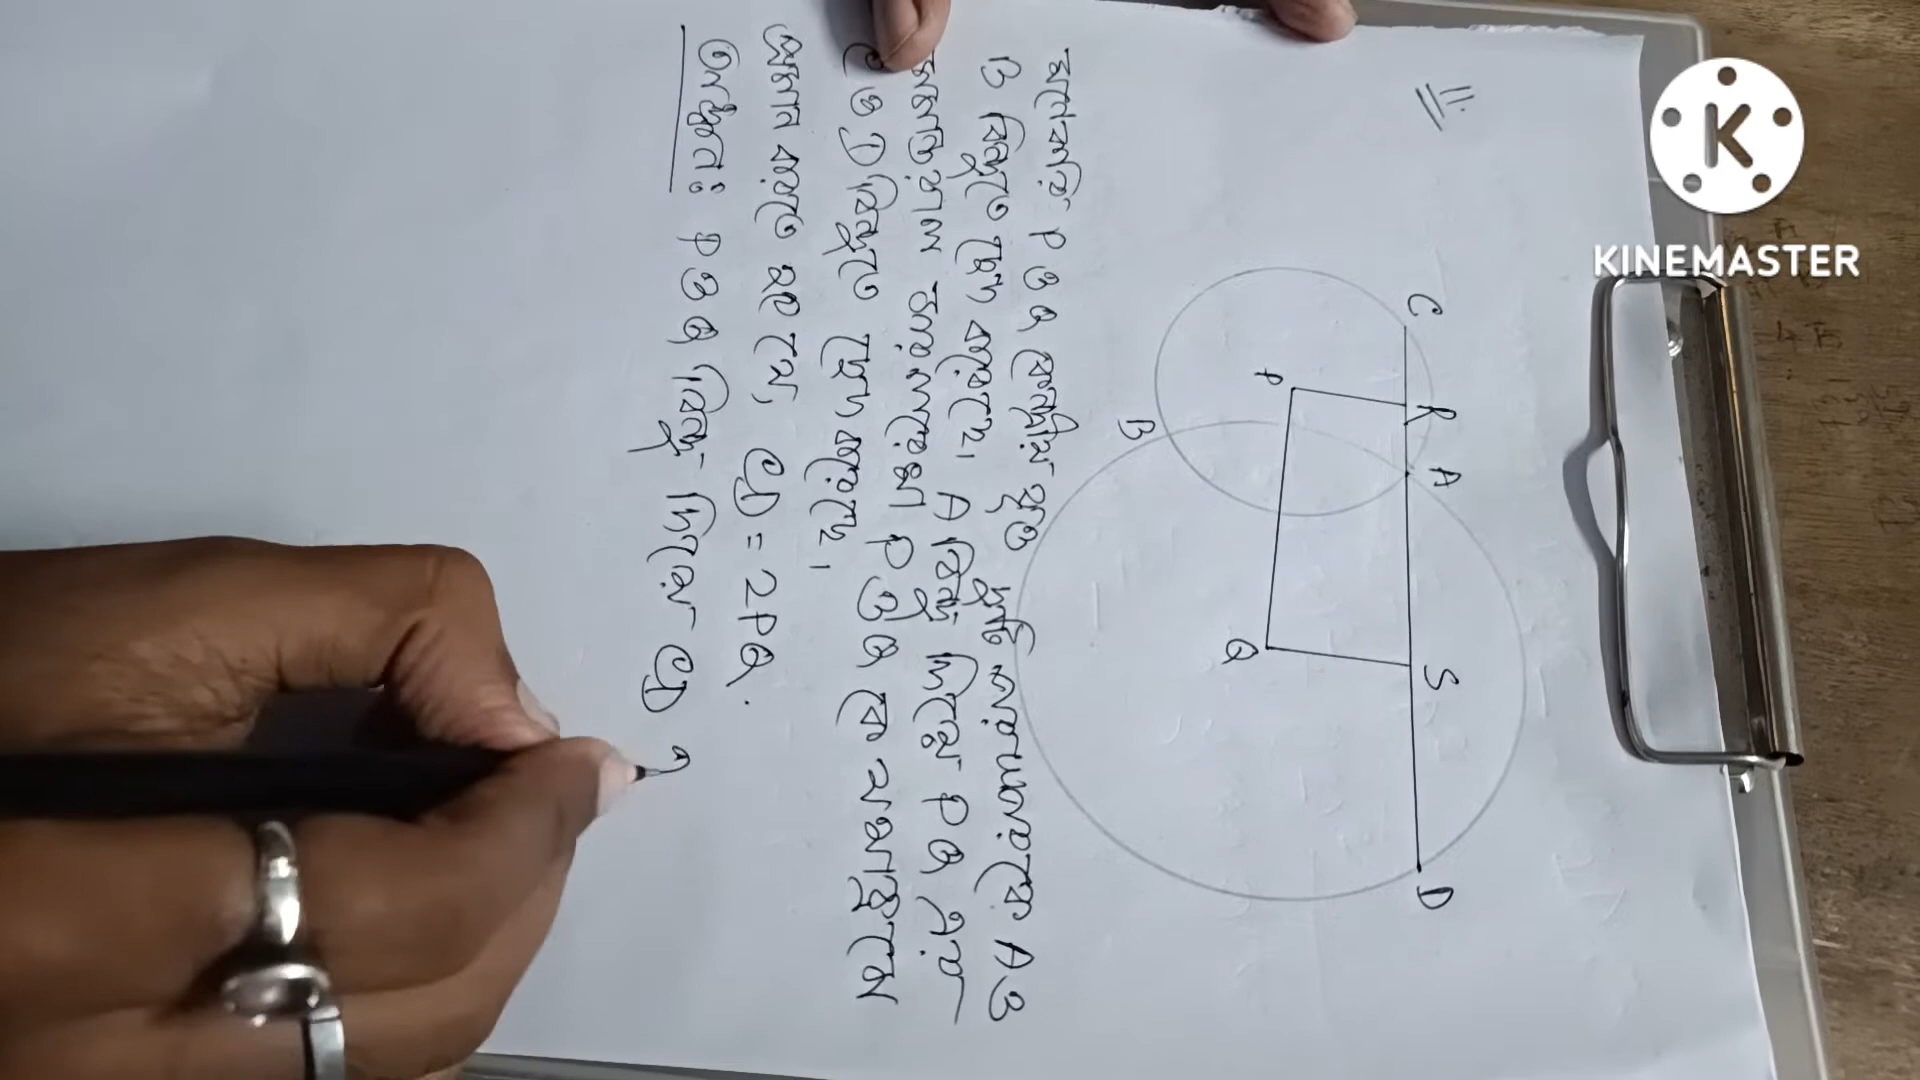 11.
C R A S D
P Q
B
মনেকরি P ও Q কেন্দ্রীয় বৃত্ত দুটি পরস্পরকে A ও
B বিন্দুতে ছেদ করেছে। A বিন্দু দিয়ে PQ এর
সমান্তরাল সরলরেখা P ও Q কে যথাক্রমে
C ও D বিন্দুতে ছেদ করেছে।
প্রমাণ করতে হবে যে, CD = 2PQ.
অঙ্কন: P ও Q বিন্দু দিয়ে CD
KINEMASTER